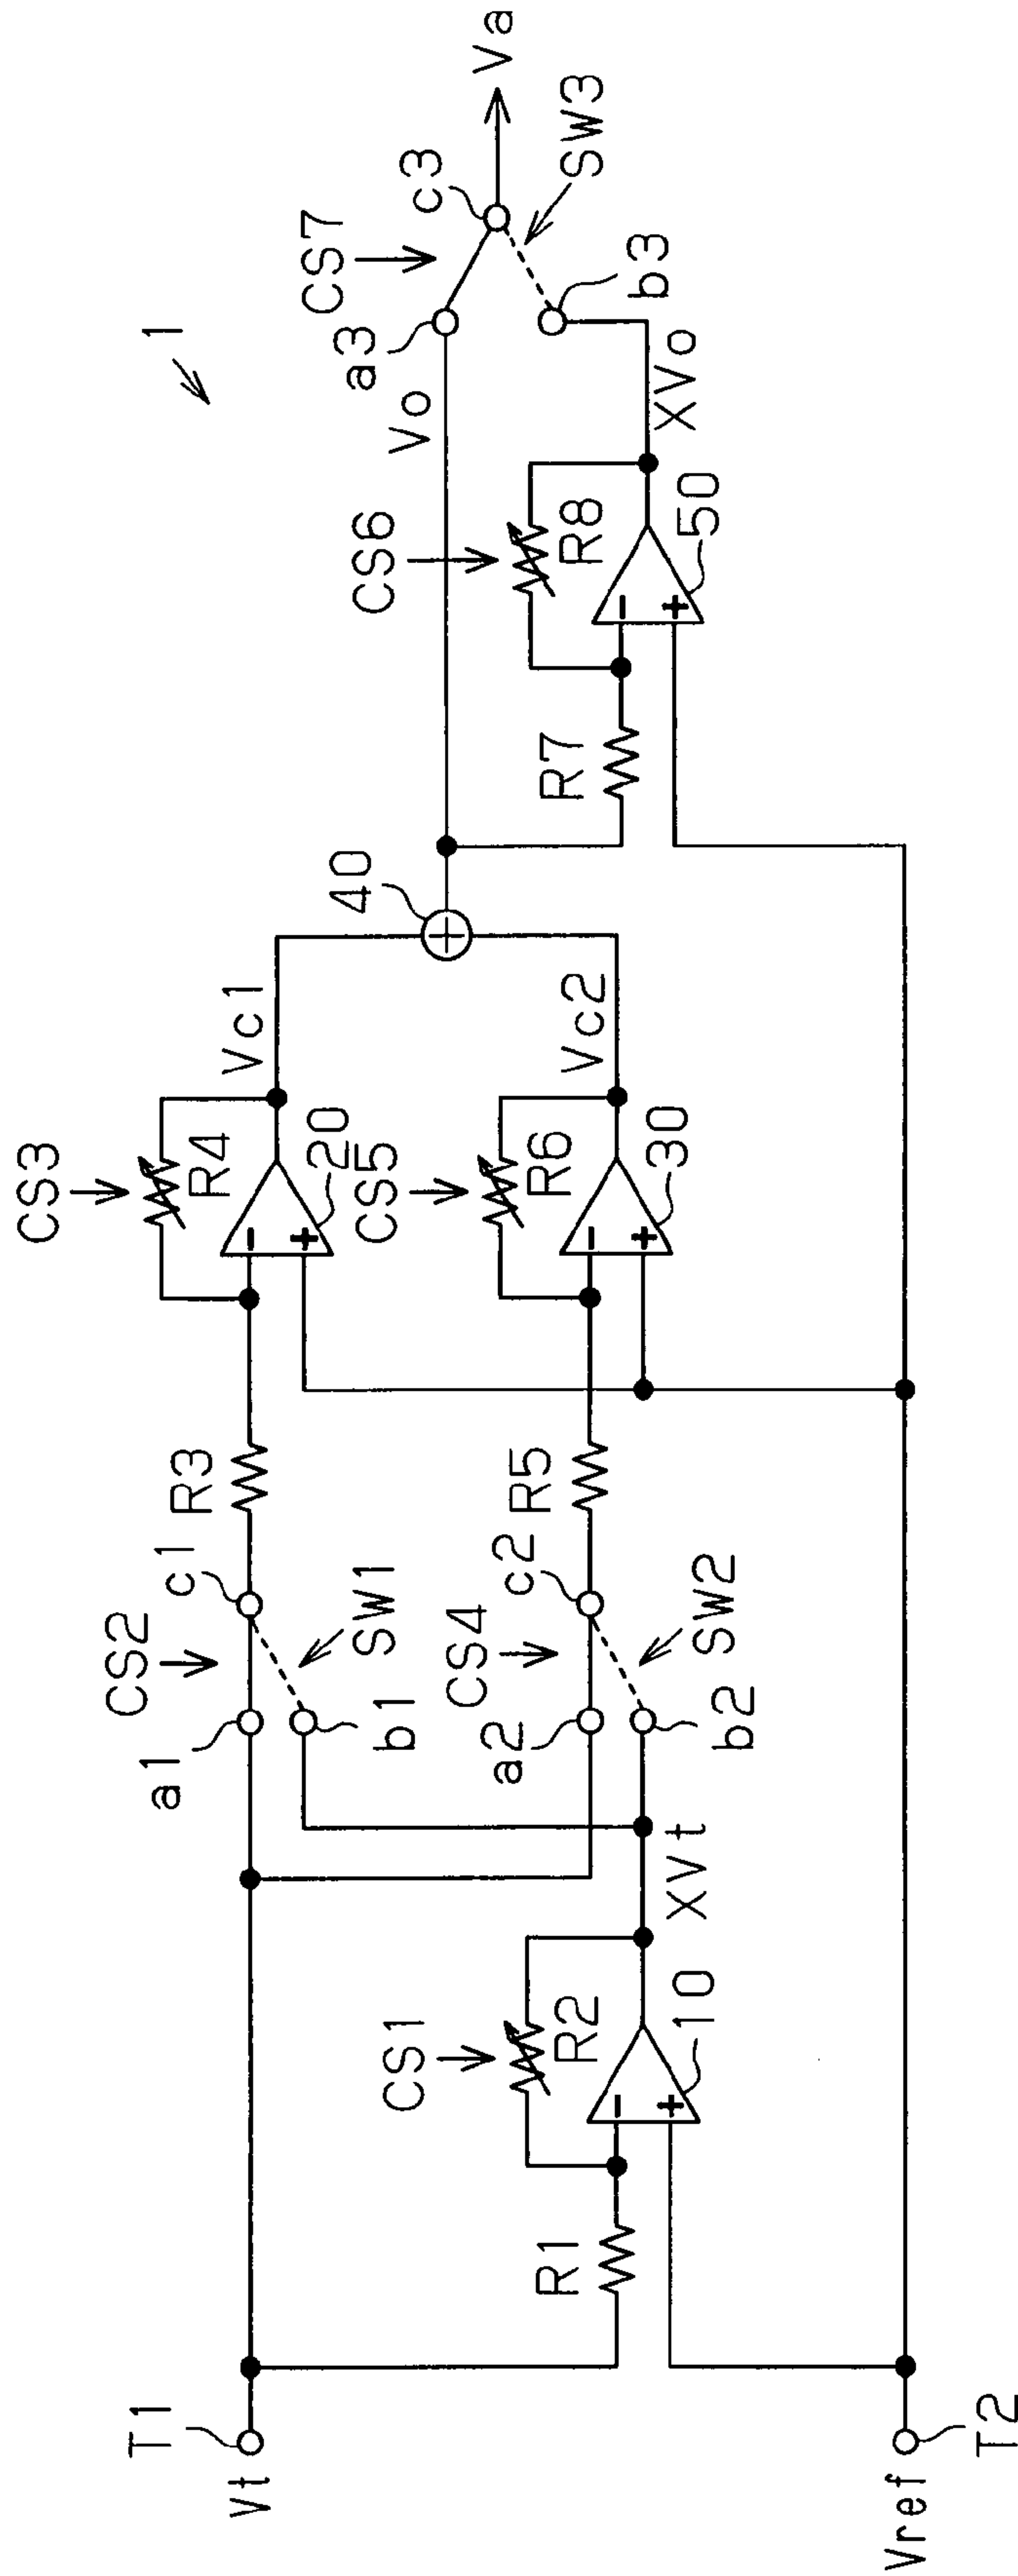 1
CS3
R4
Vc1
CS2
a1
c1
R3
20
T1
Vt
b1
SW1
CS5
R6
Vc2
40
CS4
a2
c2
R5
30
CS1
R2
R1
10
XVt
b2
SW2
Vo
CS7
a3
c3
Va
SW3
b3
CS6
R8
R7
50
XVo
Vref
T2